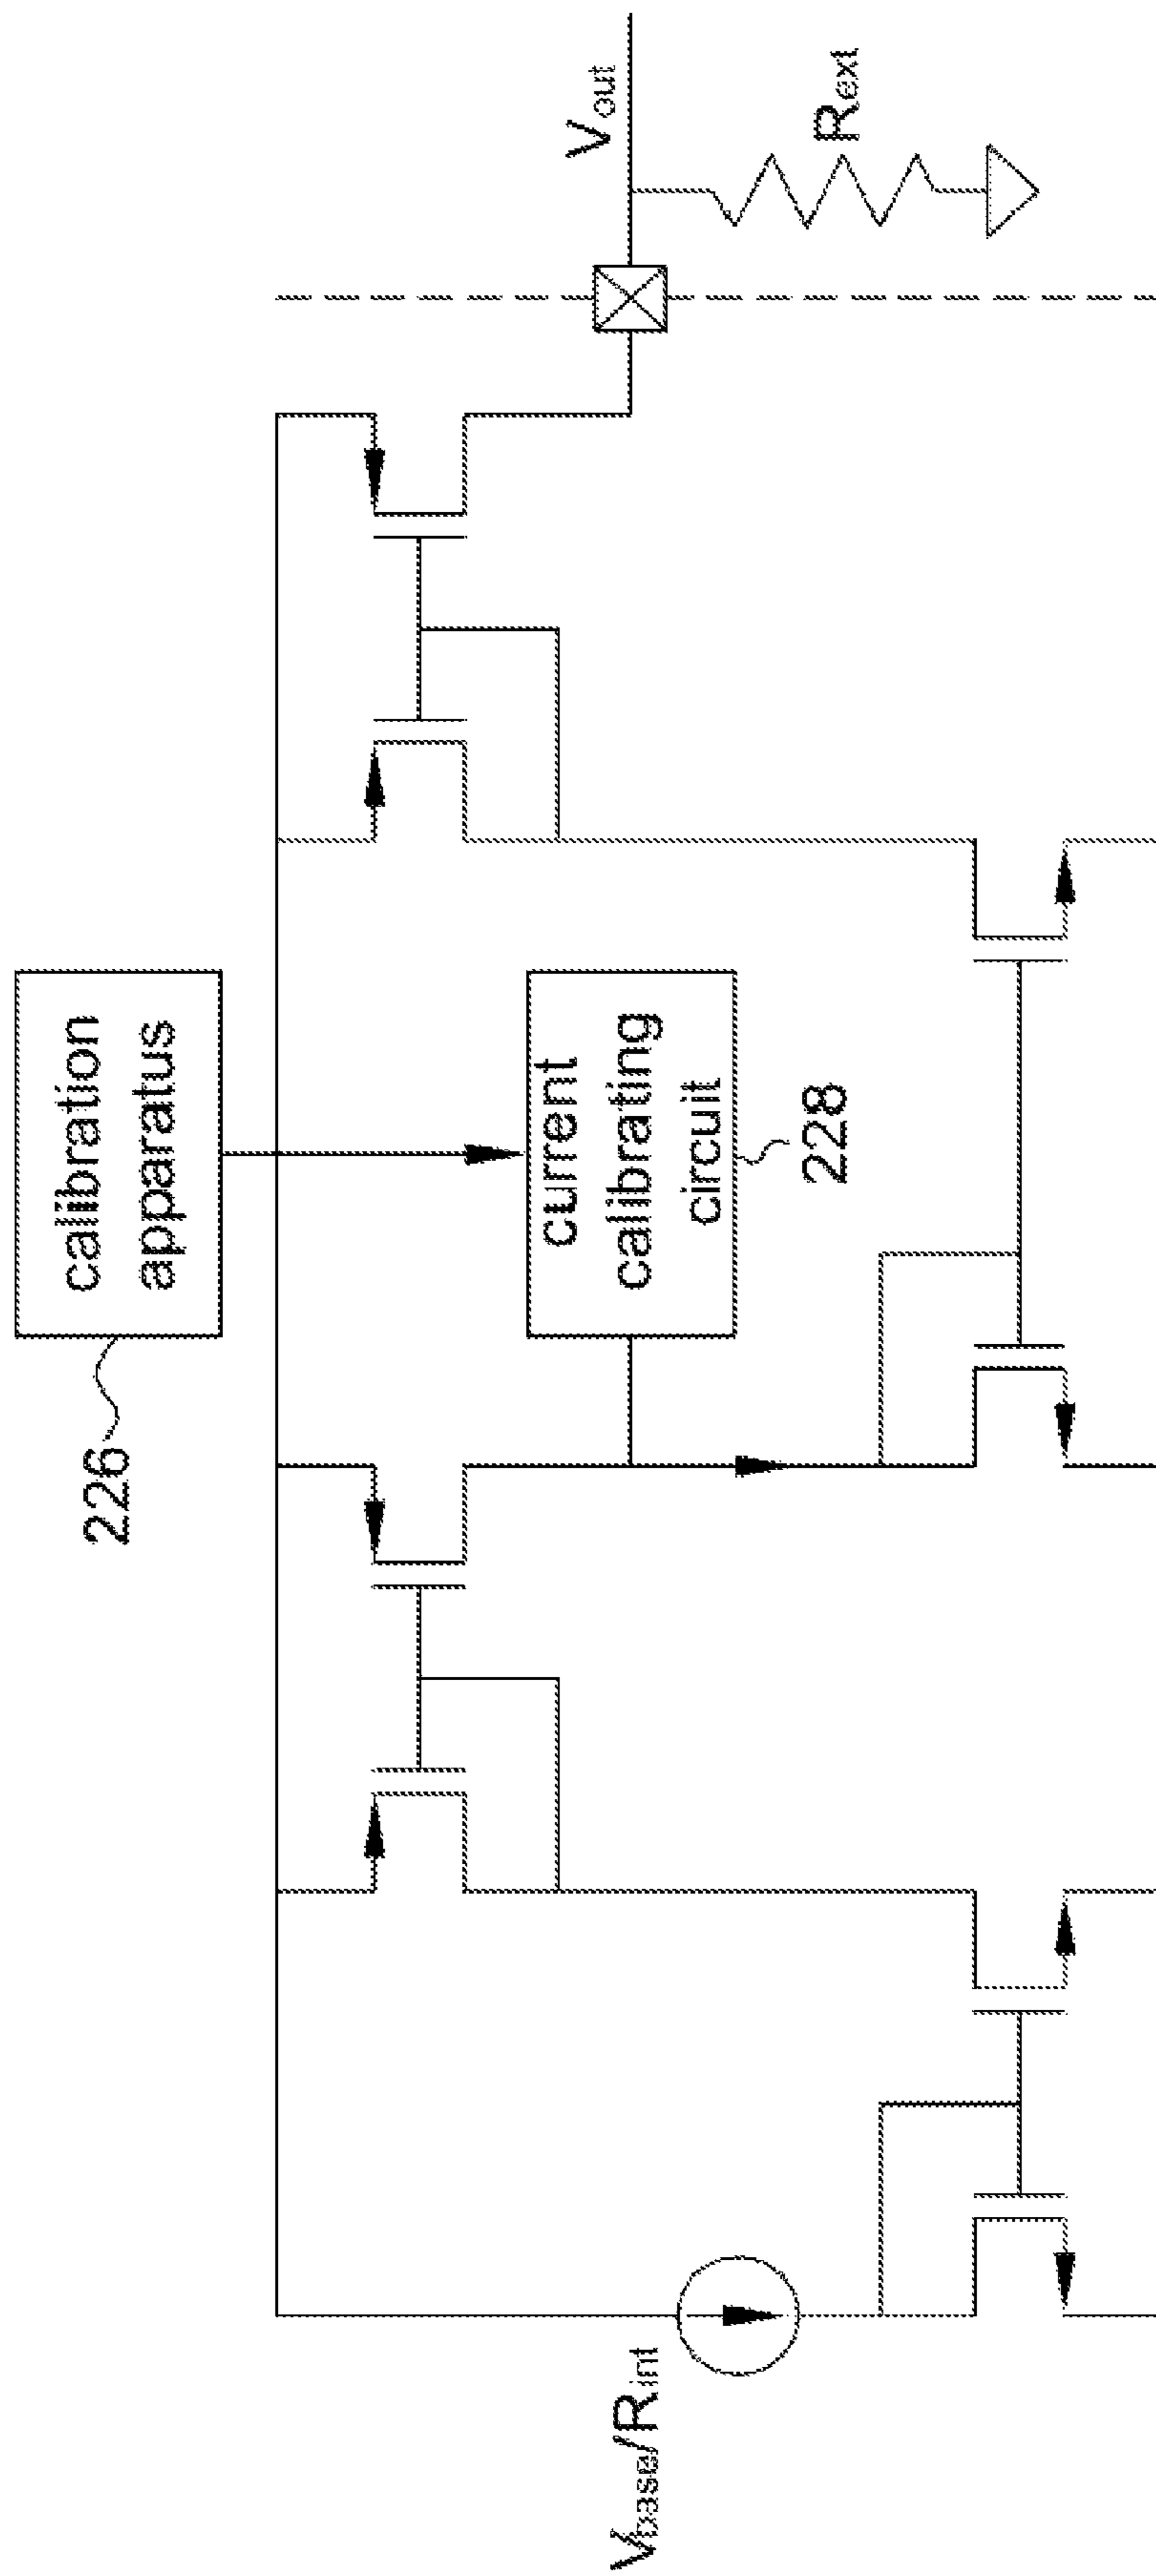 calibration
apparatus
226
current
calibrating
circuit
228
Vbase/Rint
Vout
Rext